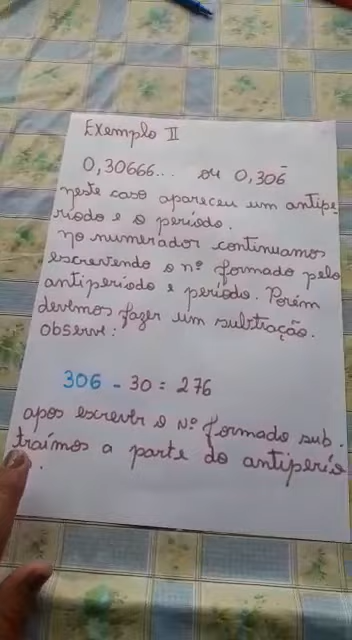 Exemplo II
0,30666... ou 0,306̄
neste caso apareceu um antipe-
ríodo e o período.
no numerador continuamos
escrevendo o nº formado pelo
antiperíodo e período. Porém
devemos fazer um subtração.
Observe:
306 - 30 = 276
apos escrever o Nº formado sub.
traímos a parte do antiperío